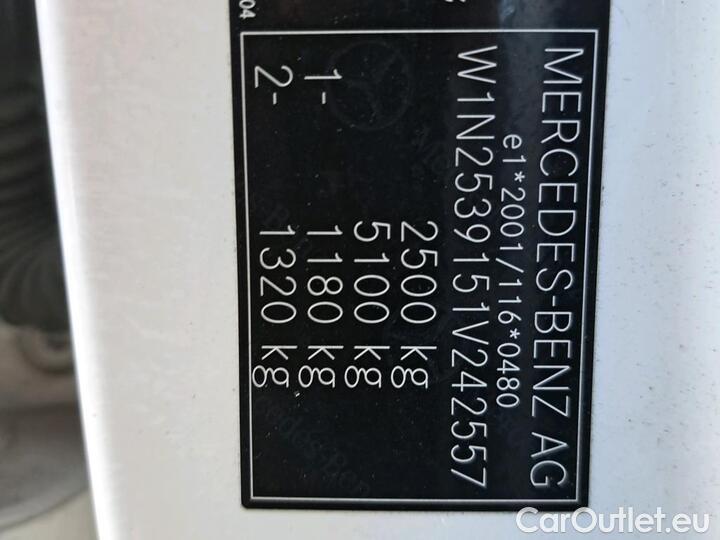 MERCEDES-BENZ AG
e1*2001/116*0480
W1N2539151V242557
2500 kg
5100 kg
1- 1180 kg
2- 1320 kg
04
CarOutlet.eu